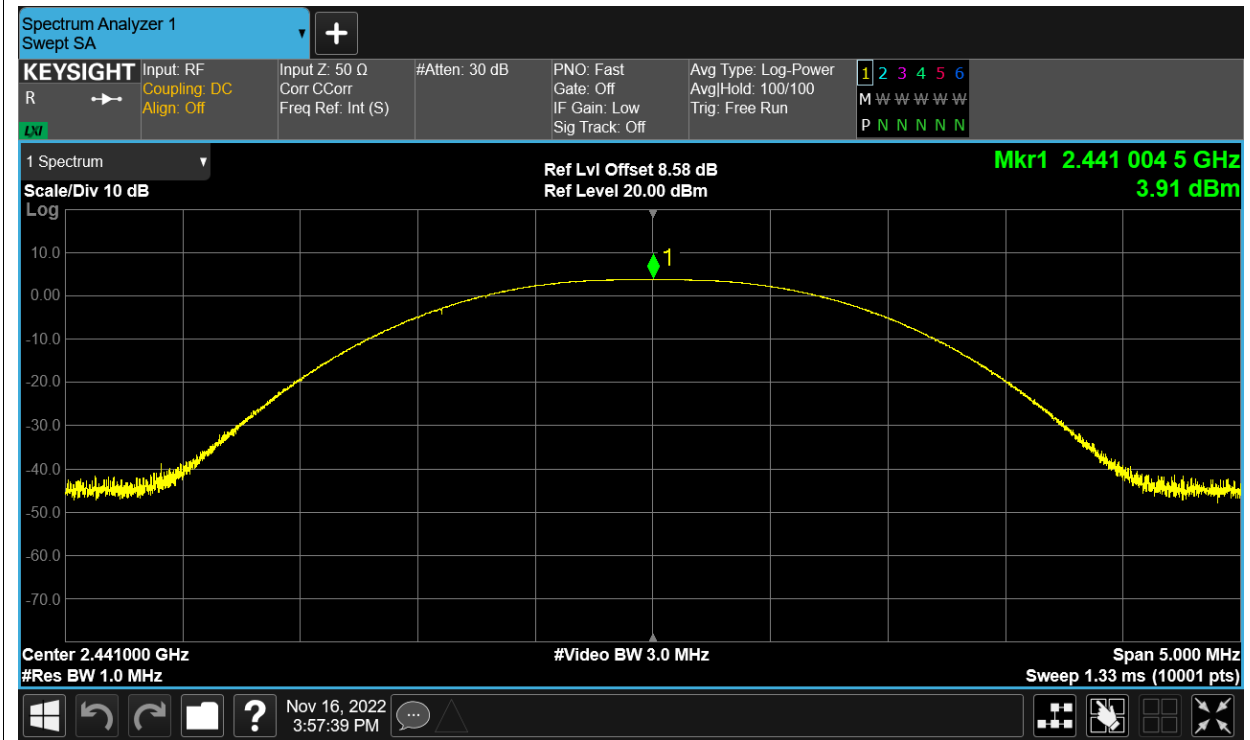 Spectrum Analyzer 1
Swept SA
+
KEYSIGHT
R
LXI
Input: RF
Coupling: DC
Align: Off
Input Z: 50 Ω
Corr CCorr
Freq Ref: Int (S)
#Atten: 30 dB
PNO: Fast
Gate: Off
IF Gain: Low
Sig Track: Off
Avg Type: Log-Power
Avg|Hold: 100/100
Trig: Free Run
1 2 3 4 5 6
M W W W W W
P N N N N N
1 Spectrum
Scale/Div 10 dB
Log
Ref Lvl Offset 8.58 dB
Ref Level 20.00 dBm
Mkr1 2.441 004 5 GHz
3.91 dBm
1
10.0
0.00
-10.0
-20.0
-30.0
-40.0
-50.0
-60.0
-70.0
Center 2.441000 GHz
#Res BW 1.0 MHz
#Video BW 3.0 MHz
Span 5.000 MHz
Sweep 1.33 ms (10001 pts)
?
Nov 16, 2022
3:57:39 PM